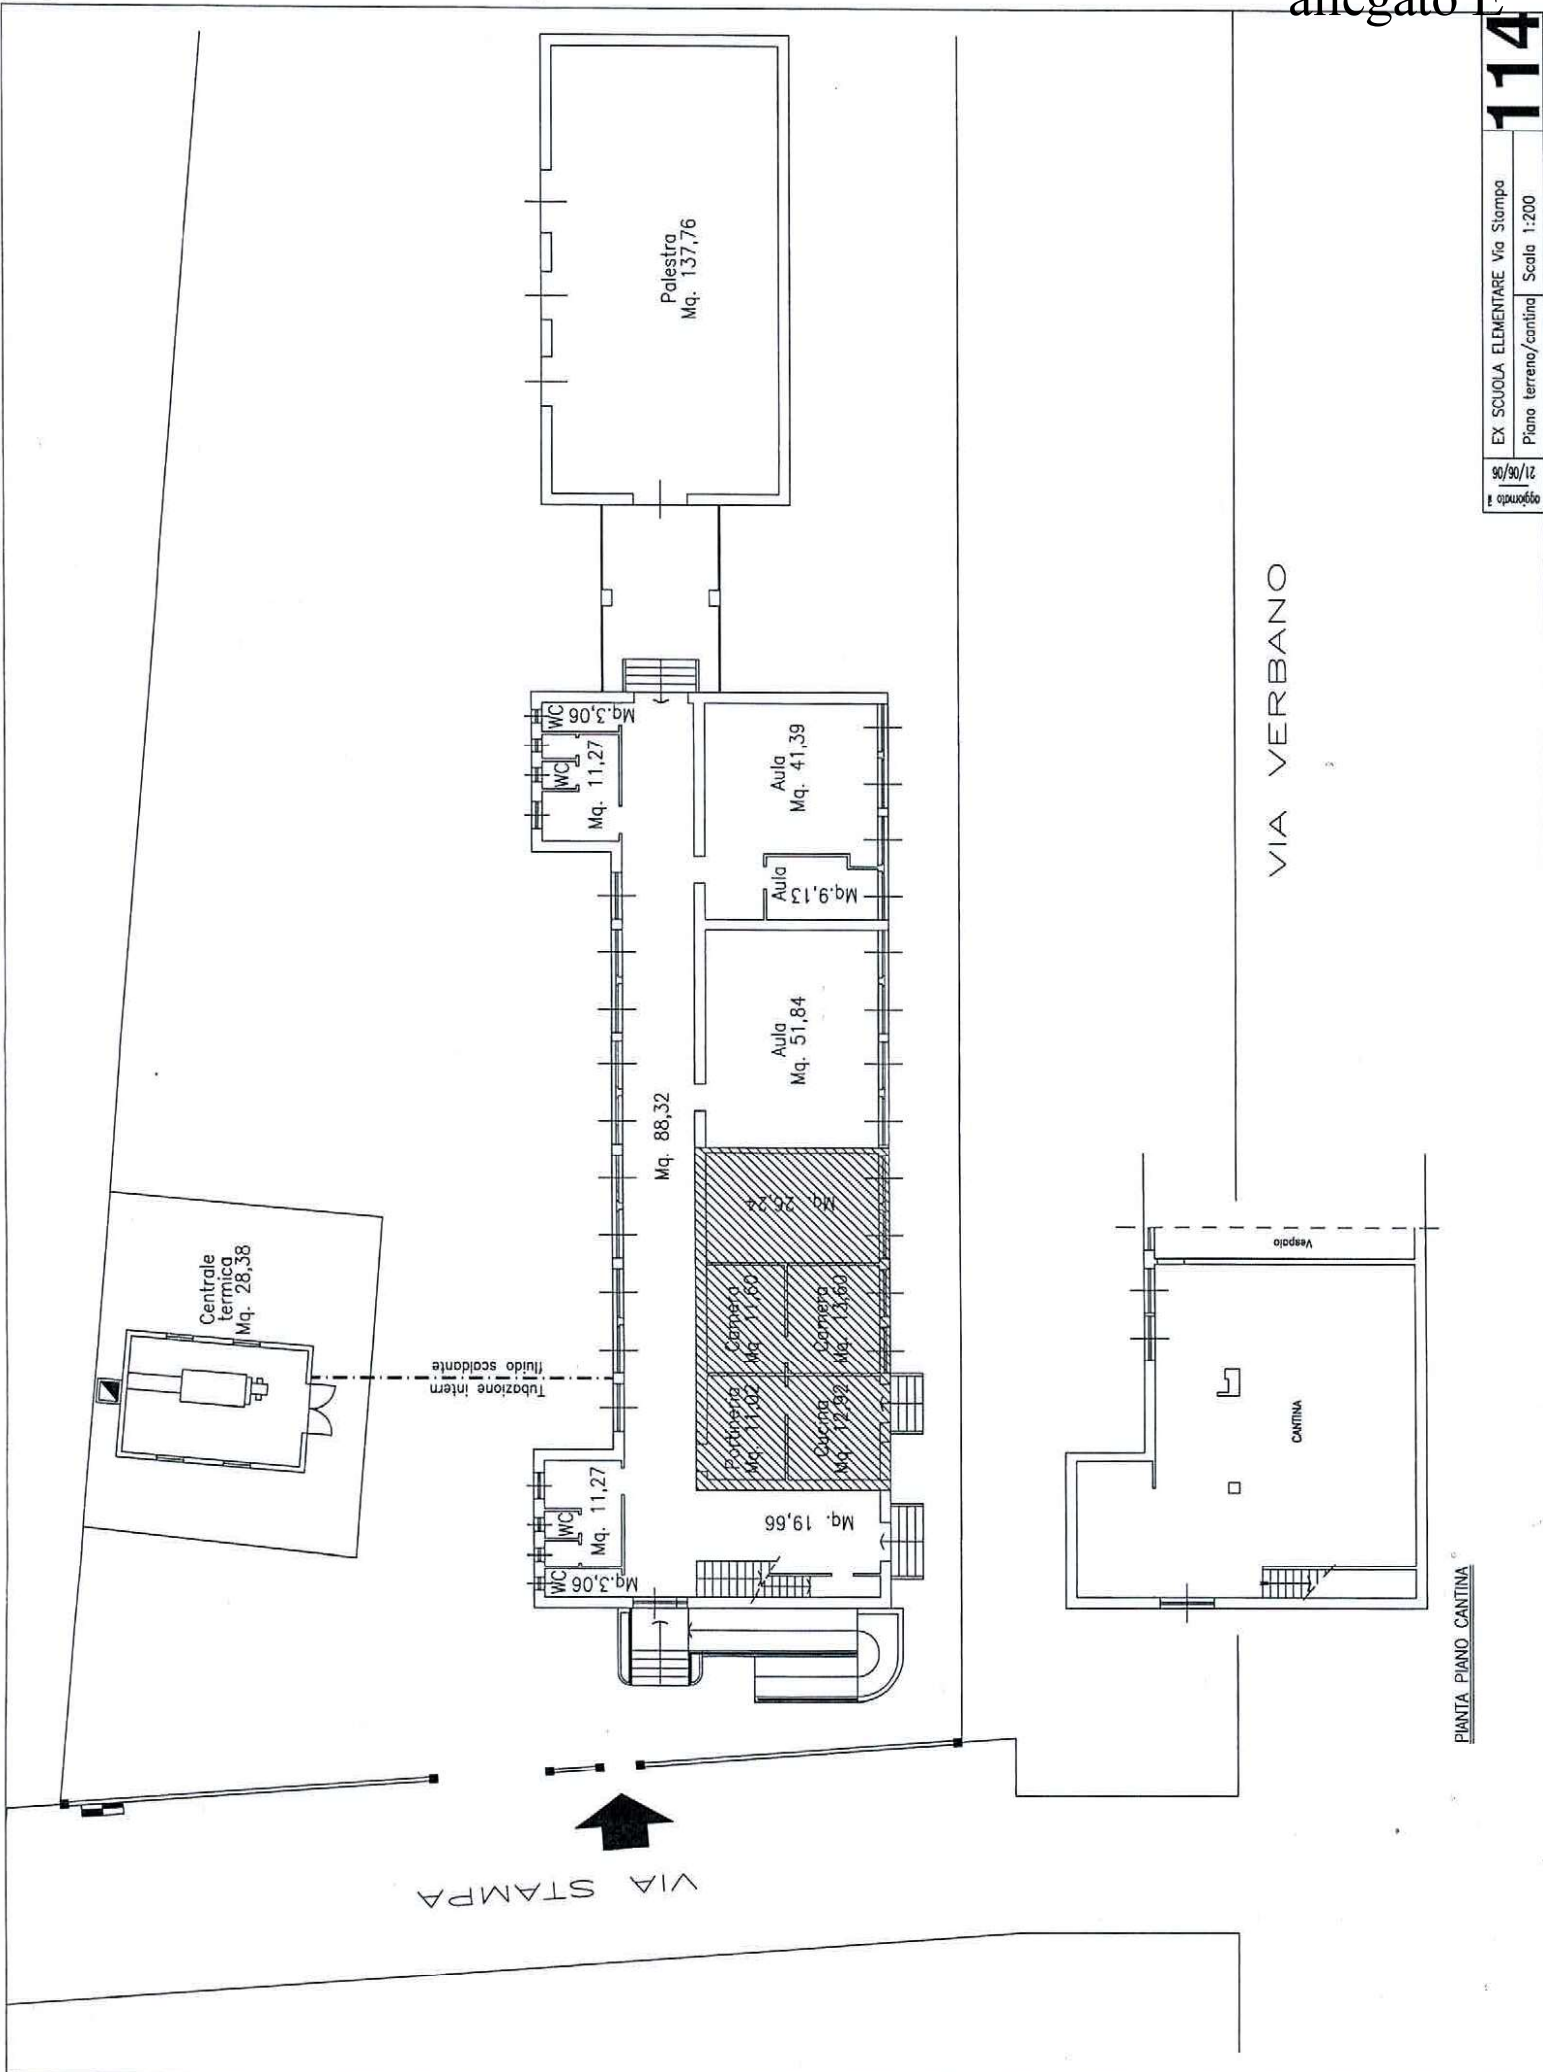 allegato E
114
EX SCUOLA ELEMENTARE Via Stampa
Piano terreno/cantina
Scala 1:200
aggiornato il
21/06/06
Palestra
Mq. 137,76
WC
Mq.3,06
WC
Mq. 11,27
Aula
Mq. 41,39
Aula
Mq.9,13
Aula
Mq. 51,84
Mq. 88,32
Mq. 26,24
Camera
Mq. 11,60
Camera
Mq. 13,60
Portineria
Mq. 11,02
Cucina
Mq. 12,92
Mq. 19,66
WC
Mq. 11,27
WC
Mq.3,06
Centrale
termica
Mq. 28,38
Tubazione intern
fluido scaldante
VIA VERBANO
Vespaio
CANTINA
PIANTA PIANO CANTINA
VIA STAMPA